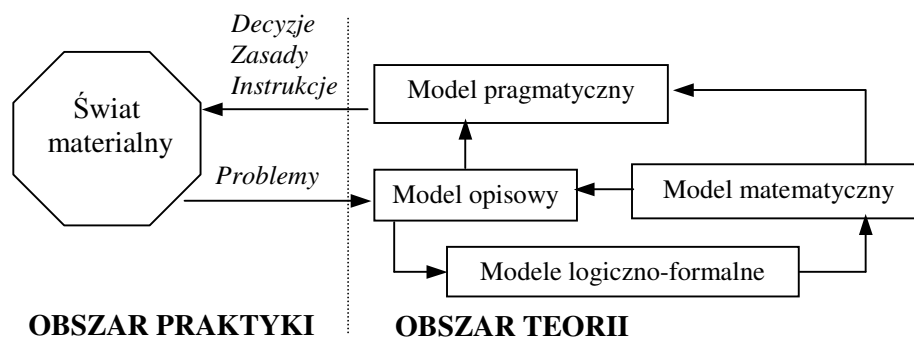 Decyzje
Zasady
Instrukcje
Model pragmatyczny
Świat
materialny
Problemy
Model opisowy
Model matematyczny
Modele logiczno-formalne
OBSZAR PRAKTYKI
OBSZAR TEORII